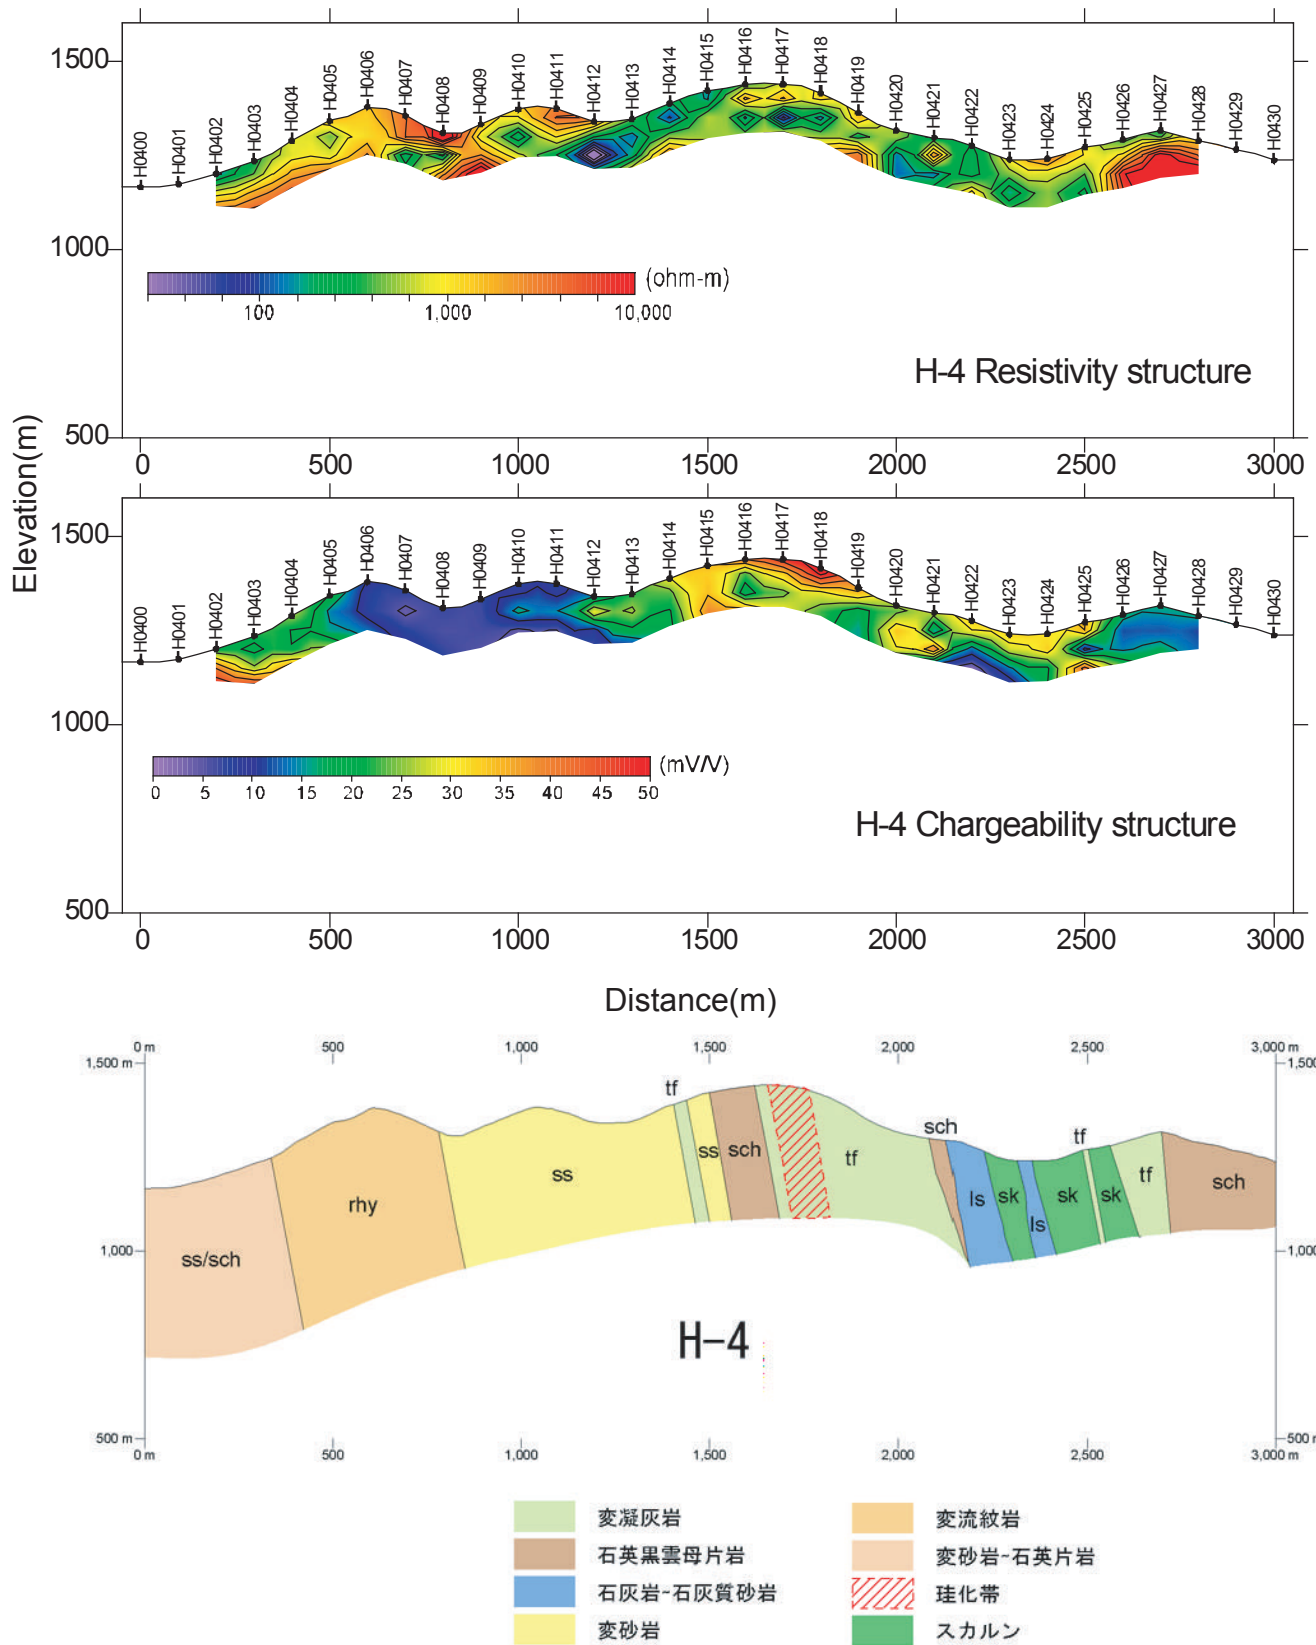 1500
1000
500
H0400
H0401
H0402
H0403
H0404
H0405
H0406
H0407
H0408
H0409
H0410
H0411
H0412
H0413
H0414
H0415
H0416
H0417
H0418
H0419
H0420
H0421
H0422
H0423
H0424
H0425
H0426
H0427
H0428
H0429
H0430
100 1,000 10,000 (ohm-m)
H-4 Resistivity structure
0 500 1000 1500 2000 2500 3000
Elevation(m)
1500
1000
500
H0400
H0401
H0402
H0403
H0404
H0405
H0406
H0407
H0408
H0409
H0410
H0411
H0412
H0413
H0414
H0415
H0416
H0417
H0418
H0419
H0420
H0421
H0422
H0423
H0424
H0425
H0426
H0427
H0428
H0429
H0430
0 5 10 15 20 25 30 35 40 45 50 (mV/V)
H-4 Chargeability structure
0 500 1000 1500 2000 2500 3000
Distance(m)
0 m 500 1,000 1,500 2,000 2,500 3,000 m
1,500 m 1,500
1,000 1,000
500 m 500 m
ss/sch rhy ss tf ss sch tf sch ls sk ls sk tf sk tf sch
H-4
0 m 500 1,000 1,500 2,000 2,500 3,000 m
変凝灰岩 変流紋岩
石英黒雲母片岩 変砂岩~石英片岩
石灰岩~石灰質砂岩 珪化帯
変砂岩 スカルン